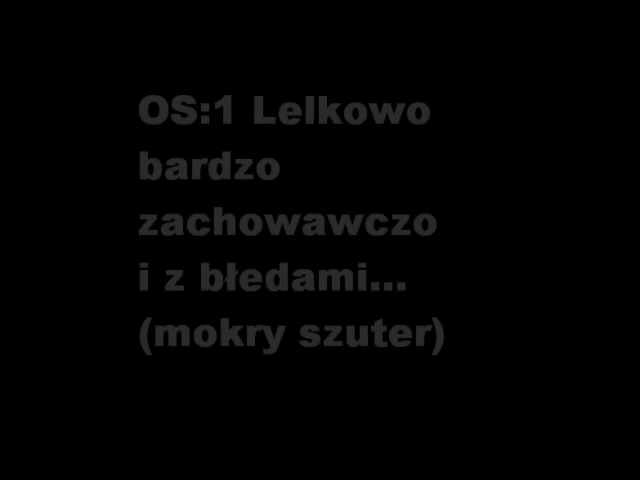 OS:1 Lelkowo
bardzo
zachowawczo
i z błedami...
(mokry szuter)